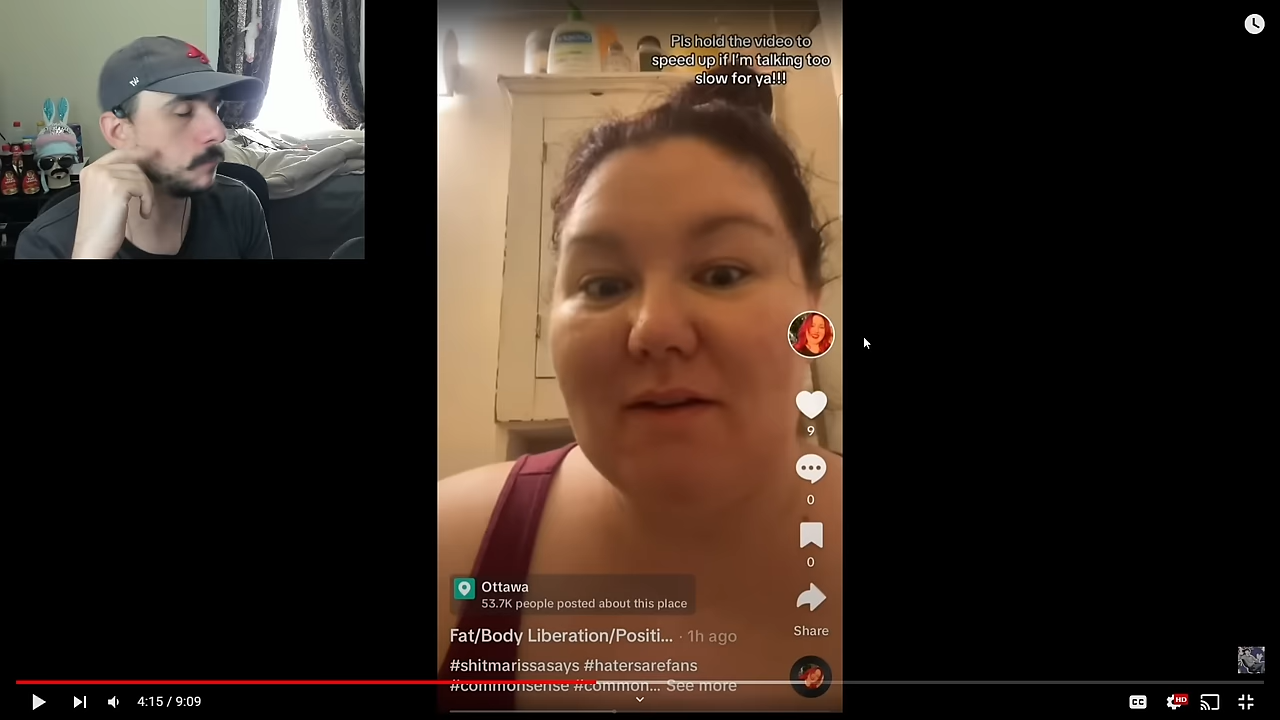 Pls hold the video to
speed up if I'm talking too
slow for ya!!!
9
0
0
Share
Ottawa
53.7K people posted about this place
Fat/Body Liberation/Positi... · 1h ago
#shitmarissasays #hatersarefans
#commonsense #common... See more
4:15 / 9:09
CC
HD